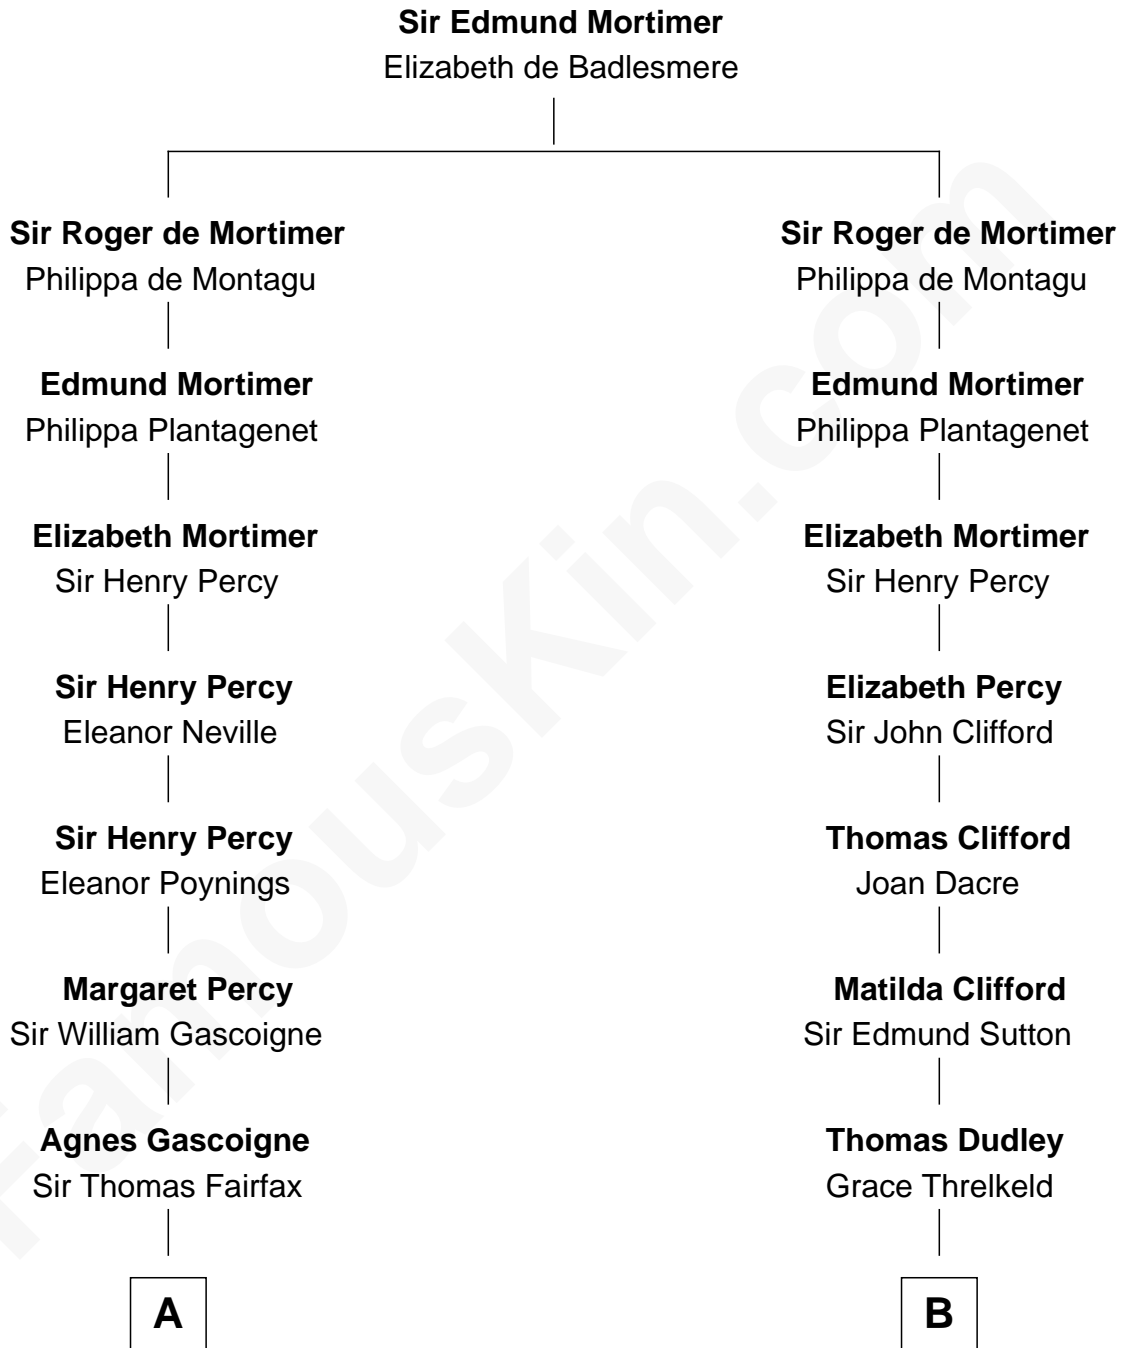 Sir Edmund Mortimer
Elizabeth de Badlesmere
Sir Roger de Mortimer
Philippa de Montagu
Sir Roger de Mortimer
Philippa de Montagu
Edmund Mortimer
Philippa Plantagenet
Edmund Mortimer
Philippa Plantagenet
Elizabeth Mortimer
Sir Henry Percy
Elizabeth Mortimer
Sir Henry Percy
Sir Henry Percy
Eleanor Neville
Elizabeth Percy
Sir John Clifford
Sir Henry Percy
Eleanor Poynings
Thomas Clifford
Joan Dacre
Margaret Percy
Sir William Gascoigne
Matilda Clifford
Sir Edmund Sutton
Agnes Gascoigne
Sir Thomas Fairfax
Thomas Dudley
Grace Threlkeld
A
B
FamousKin.com